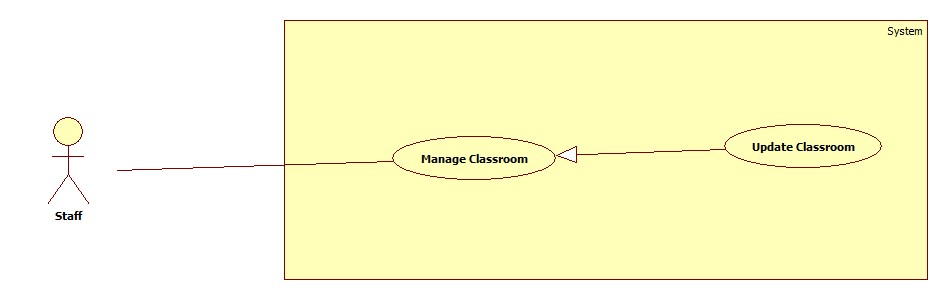 System
Manage Classroom
Update Classroom
Staff